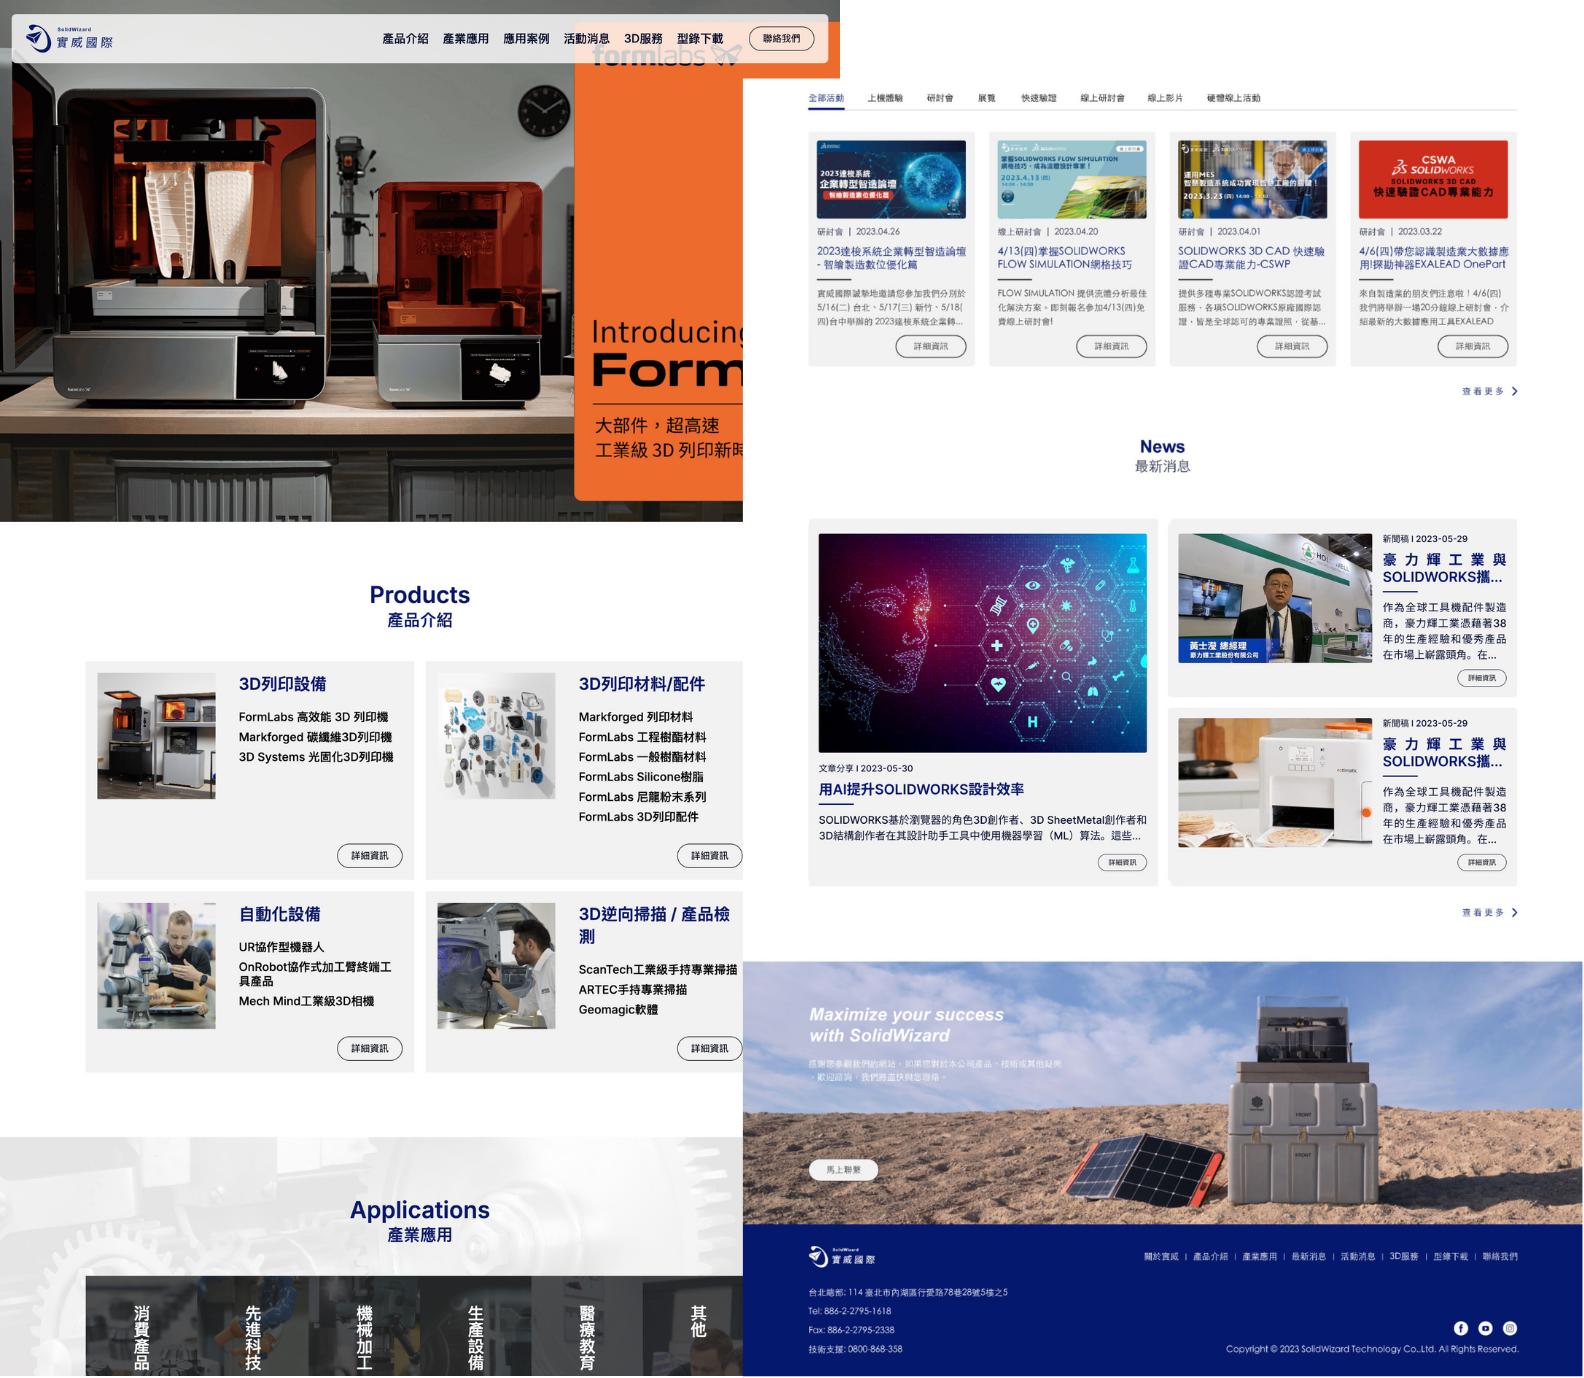 SolidWizard
實威國際
產品介紹
產業應用
應用案例
活動消息
3D服務
型錄下載
聯絡我們
formlabs
Introducing
Form
大部件，超高速
工業級 3D 列印新時
Products
產品介紹
3D列印設備
FormLabs 高效能 3D 列印機
Markforged 碳纖維3D列印機
3D Systems 光固化3D列印機
詳細資訊
3D列印材料/配件
Markforged 列印材料
FormLabs 工程樹酯材料
FormLabs 一般樹酯材料
FormLabs Silicone樹脂
FormLabs 尼龍粉末系列
FormLabs 3D列印配件
詳細資訊
自動化設備
UR協作型機器人
OnRobot協作式加工臂終端工
具產品
Mech Mind工業級3D相機
詳細資訊
3D逆向掃描 / 產品檢
測
ScanTech工業級手持專業掃描
ARTEC手持專業掃描
Geomagic軟體
詳細資訊
Applications
產業應用
消費產品
先進科技
機械加工
生產設備
醫療教育
其他
全部活動
上機體驗
研討會
展覽
快速驗證
線上研討會
線上影片
硬體線上活動
2023達梭系統
企業轉型智造論壇
智繪製造數位優化篇
研討會 | 2023.04.26
2023達梭系統企業轉型智造論壇
- 智繪製造數位優化篇
實威國際誠摯地邀請您參加我們分別於
5/16(二) 台北、5/17(三) 新竹、5/18(
四)台中舉辦的 2023達梭系統企業轉...
詳細資訊
掌握SOLIDWORKS FLOW SIMULATION
網格技巧，成為流體設計專家！
2023.4.13 (四)
線上研討會 | 2023.04.20
4/13(四)掌握SOLIDWORKS
FLOW SIMULATION網格技巧
FLOW SIMULATION 提供流體分析最佳
化解決方案。即刻報名參加4/13(四)免
費線上研討會!
詳細資訊
運用MES
智慧製造系統成功實現智慧工廠的關鍵！
2023.3.23 (四) 14:00 -
研討會 | 2023.04.01
SOLIDWORKS 3D CAD 快速驗
證CAD專業能力-CSWP
提供多種專業SOLIDWORKS認證考試
服務，各項SOLIDWORKS原廠國際認
證，皆是全球認可的專業證照，從基...
詳細資訊
CSWA
SOLIDWORKS
SOLIDWORKS 3D CAD
快速驗證CAD專業能力
研討會 | 2023.03.22
4/6(四)帶您認識製造業大數據應
用!探勘神器EXALEAD OnePart
來自製造業的朋友們注意啦！4/6(四)
我們將舉辦一場20分鐘線上研討會，介
紹最新的大數據應用工具EXALEAD
詳細資訊
查看更多
News
最新消息
H
文章分享 I 2023-05-30
用AI提升SOLIDWORKS設計效率
SOLIDWORKS基於瀏覽器的角色3D創作者、3D SheetMetal創作者和
3D結構創作者在其設計助手工具中使用機器學習（ML）算法。這些...
詳細資訊
黃士瀅 總經理
豪力輝工業股份有限公司
新聞稿 I 2023-05-29
豪力輝工業與
SOLIDWORKS攜...
作為全球工具機配件製造
商，豪力輝工業憑藉著38
年的生產經驗和優秀產品
在市場上嶄露頭角。在...
詳細資訊
新聞稿 I 2023-05-29
豪力輝工業與
SOLIDWORKS攜...
作為全球工具機配件製造
商，豪力輝工業憑藉著38
年的生產經驗和優秀產品
在市場上嶄露頭角。在...
詳細資訊
查看更多
Maximize your success
with SolidWizard
感謝您參觀我們的網站，如果您對於本公司產品、技術或其他疑問
，歡迎諮詢，我們將盡快與您聯絡。
馬上聯繫
FRONT
FRONT
SolidWizard
實威國際
關於實威 | 產品介紹 | 產業應用 | 最新消息 | 活動消息 | 3D服務 | 型錄下載 | 聯絡我們
台北總部: 114 臺北市內湖區行愛路78巷28號5樓之5
Tel: 886-2-2795-1618
Fax: 886-2-2795-2338
技術支援: 0800-868-358
Copyright © 2023 SolidWizard Technology Co.,Ltd. All Rights Reserved.